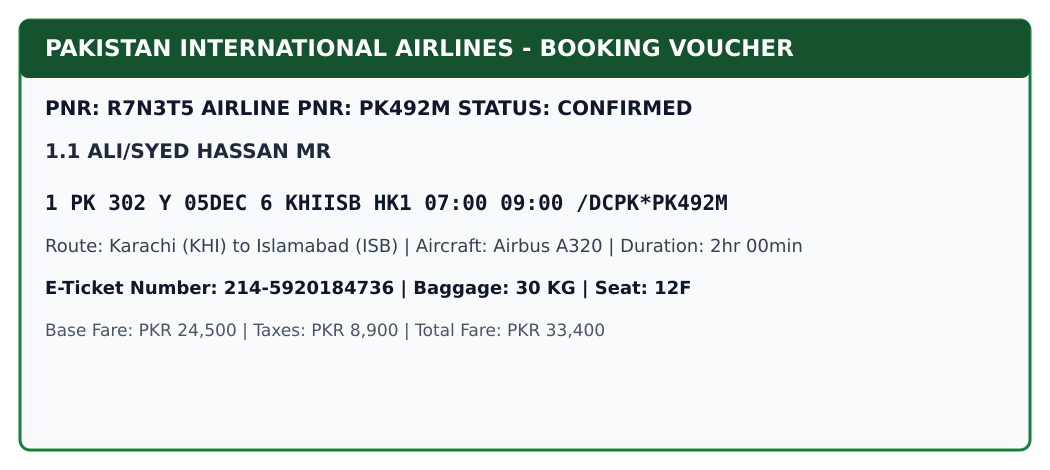 PAKISTAN INTERNATIONAL AIRLINES - BOOKING VOUCHER
PNR: R7N3T5 AIRLINE PNR: PK492M STATUS: CONFIRMED
1.1 ALI/SYED HASSAN MR
1 PK 302 Y 05DEC 6 KHIISB HK1 07:00 09:00 /DCPK*PK492M
Route: Karachi (KHI) to Islamabad (ISB) | Aircraft: Airbus A320 | Duration: 2hr 00min
E-Ticket Number: 214-5920184736 | Baggage: 30 KG | Seat: 12F
Base Fare: PKR 24,500 | Taxes: PKR 8,900 | Total Fare: PKR 33,400